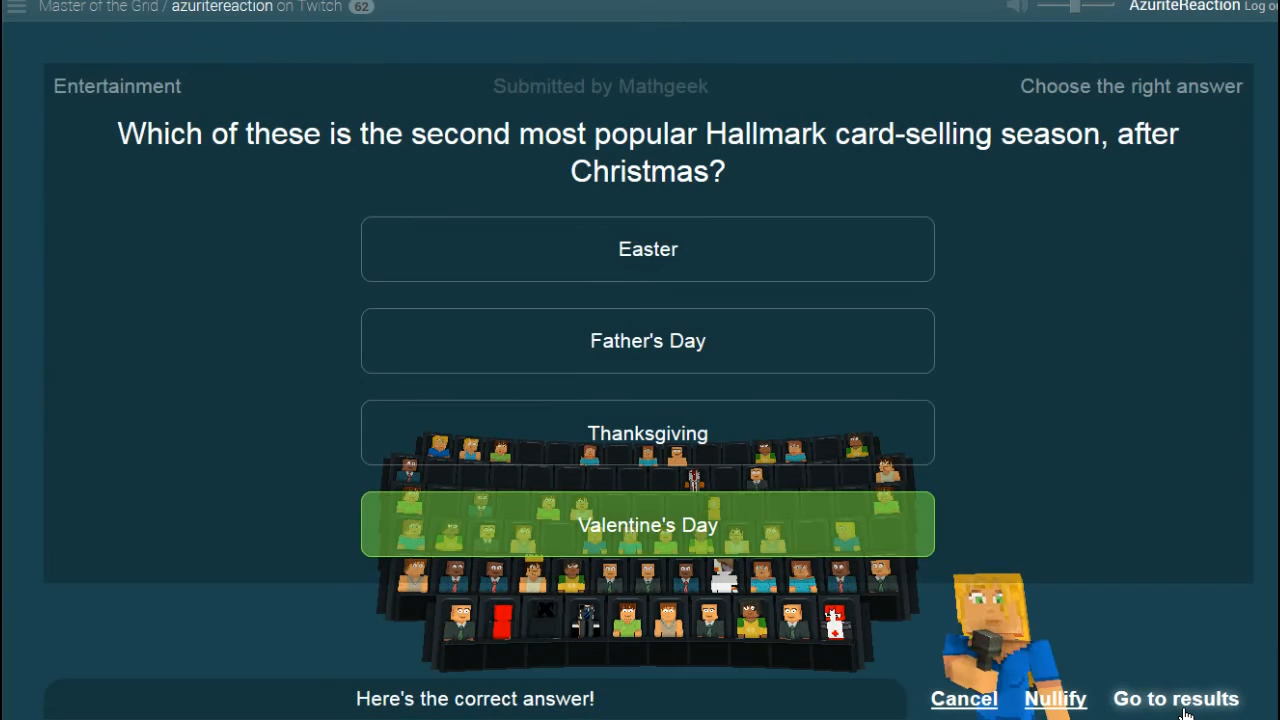 Master of the Grid / azuritereaction on Twitch 62
AzuriteReaction Log ou
Entertainment
Submitted by Mathgeek
Choose the right answer
Which of these is the second most popular Hallmark card-selling season, after
Christmas?
Easter
Father's Day
Thanksgiving
Valentine's Day
Here's the correct answer!
Cancel
Nullify
Go to results